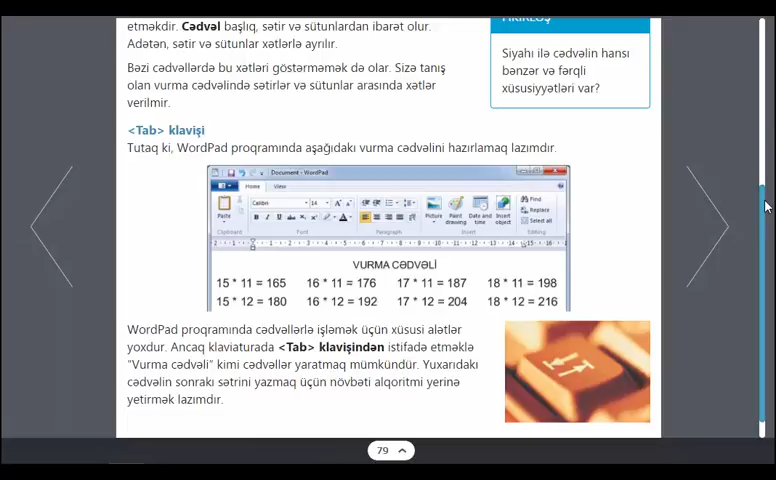 etməkdir. Cədvəl başlıq, sətir və sütunlardan ibarət olur.
Adətən, sətir və sütunlar xətlərlə ayrılır.
Bəzi cədvəllərdə bu xətləri göstərməmək də olar. Sizə tanış
olan vurma cədvəlində sətirlər və sütunlar arasında xətlər
verilmir.
Siyahı ilə cədvəlin hansı
bənzər və fərqli
xüsusiyyətləri var?
<Tab> klavişi
Tutaq ki, WordPad proqramında aşağıdakı vurma cədvəlini hazırlamaq lazımdır.
Document - WordPad
Home View
Calibri 14
Paste
Picture
Paint drawing
Date and time
Insert object
Find
Replace
Select all
Clipboard Font Paragraph Insert Editing
VURMA CƏDVƏLİ
15 * 11 = 165 16 * 11 = 176 17 * 11 = 187 18 * 11 = 198
15 * 12 = 180 16 * 12 = 192 17 * 12 = 204 18 * 12 = 216
WordPad proqramında cədvəllərlə işləmək üçün xüsusi alətlər
yoxdur. Ancaq klaviaturada <Tab> klavişindən istifadə etməklə
"Vurma cədvəli" kimi cədvəllər yaratmaq mümkündür. Yuxarıdakı
cədvəlin sonrakı sətrini yazmaq üçün növbəti alqoritmi yerinə
yetirmək lazımdır.
79